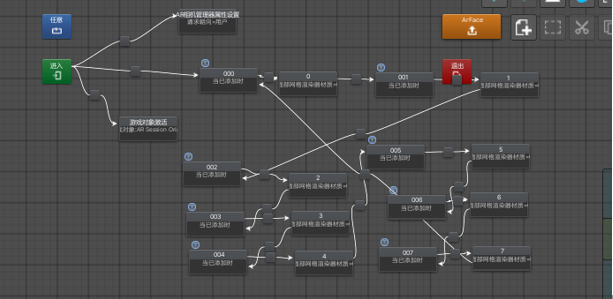 任意
AR相机管理器属性设置
请求朝向=用户
ArFace
进入
退出
000
当已添加时
0
部网格渲染器材质
001
当已添加时
1
部网格渲染器材质
游戏对象激活
对象:AR Session Ori
005
当已添加时
5
部网格渲染器材质
002
当已添加时
2
部网格渲染器材质
006
当已添加时
6
部网格渲染器材质
003
当已添加时
3
部网格渲染器材质
004
当已添加时
4
部网格渲染器材质
007
当已添加时
7
部网格渲染器材质